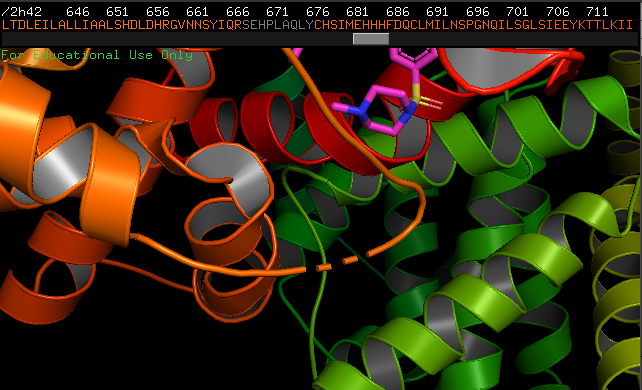 /2h42 646 651 656 661 666 671 676 681 686 691 696 701 706 711
LTDLEILALLIAALSHDLDHRGVNNSYIQRSEHPLAQLYCHSIMEHHHFDQCLMILNSPGNQILSGLSIEEYKTTLKII
For Educational Use Only